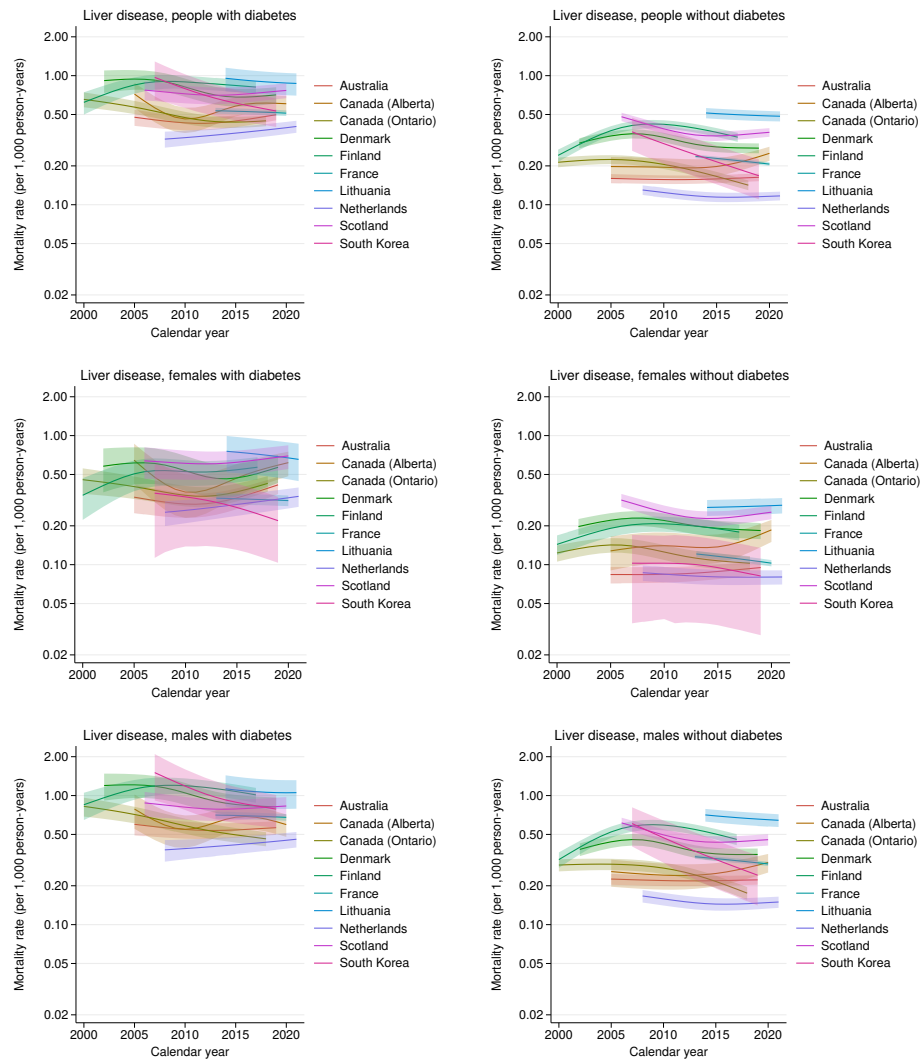 Liver disease, people with diabetes
Mortality rate (per 1,000 person-years)
2.00
1.00
0.50
0.20
0.10
0.05
0.02
2000 2005 2010 2015 2020
Calendar year
Australia
Canada (Alberta)
Canada (Ontario)
Denmark
Finland
France
Lithuania
Netherlands
Scotland
South Korea
Liver disease, people without diabetes
Mortality rate (per 1,000 person-years)
2.00
1.00
0.50
0.20
0.10
0.05
0.02
2000 2005 2010 2015 2020
Calendar year
Australia
Canada (Alberta)
Canada (Ontario)
Denmark
Finland
France
Lithuania
Netherlands
Scotland
South Korea
Liver disease, females with diabetes
Mortality rate (per 1,000 person-years)
2.00
1.00
0.50
0.20
0.10
0.05
0.02
2000 2005 2010 2015 2020
Calendar year
Australia
Canada (Alberta)
Canada (Ontario)
Denmark
Finland
France
Lithuania
Netherlands
Scotland
South Korea
Liver disease, females without diabetes
Mortality rate (per 1,000 person-years)
2.00
1.00
0.50
0.20
0.10
0.05
0.02
2000 2005 2010 2015 2020
Calendar year
Australia
Canada (Alberta)
Canada (Ontario)
Denmark
Finland
France
Lithuania
Netherlands
Scotland
South Korea
Liver disease, males with diabetes
Mortality rate (per 1,000 person-years)
2.00
1.00
0.50
0.20
0.10
0.05
0.02
2000 2005 2010 2015 2020
Calendar year
Australia
Canada (Alberta)
Canada (Ontario)
Denmark
Finland
France
Lithuania
Netherlands
Scotland
South Korea
Liver disease, males without diabetes
Mortality rate (per 1,000 person-years)
2.00
1.00
0.50
0.20
0.10
0.05
0.02
2000 2005 2010 2015 2020
Calendar year
Australia
Canada (Alberta)
Canada (Ontario)
Denmark
Finland
France
Lithuania
Netherlands
Scotland
South Korea